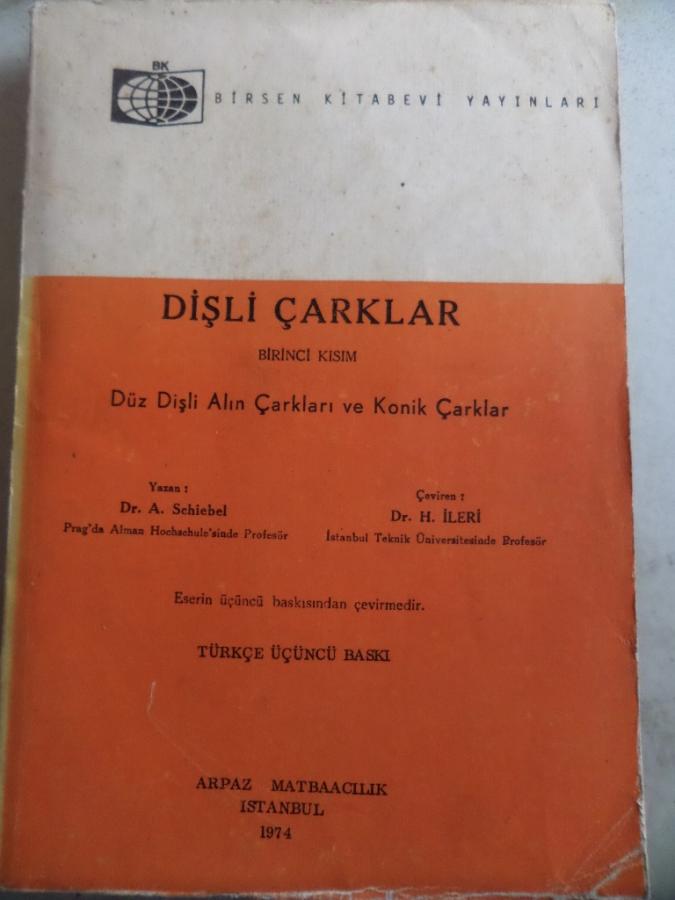 BK
BİRSEN KİTABEVİ YAYINLARI
DİŞLİ ÇARKLAR
BİRİNCİ KISIM
Düz Dişli Alın Çarkları ve Konik Çarklar
Yazan :
Dr. A. Schiebel
Prag'da Alman Hochschule'sinde Profesör
Çeviren :
Dr. H. İLERİ
İstanbul Teknik Üniversitesinde Profesör
Eserin üçüncü baskısından çevirmedir.
TÜRKÇE ÜÇÜNCÜ BASKI
ARPAZ MATBAACILIK
ISTANBUL
1974